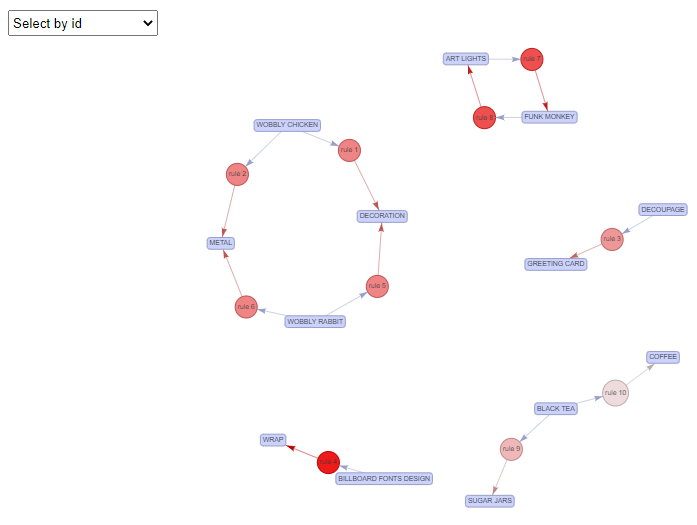 Select by id
ART LIGHTS
rule 7
rule 8
FUNK MONKEY
WOBBLY CHICKEN
rule 1
rule 2
DECORATION
METAL
rule 5
rule 6
WOBBLY RABBIT
DECOUPAGE
rule 3
GREETING CARD
COFFEE
rule 10
BLACK TEA
rule 9
SUGAR JARS
WRAP
rule 4
BILLBOARD FONTS DESIGN